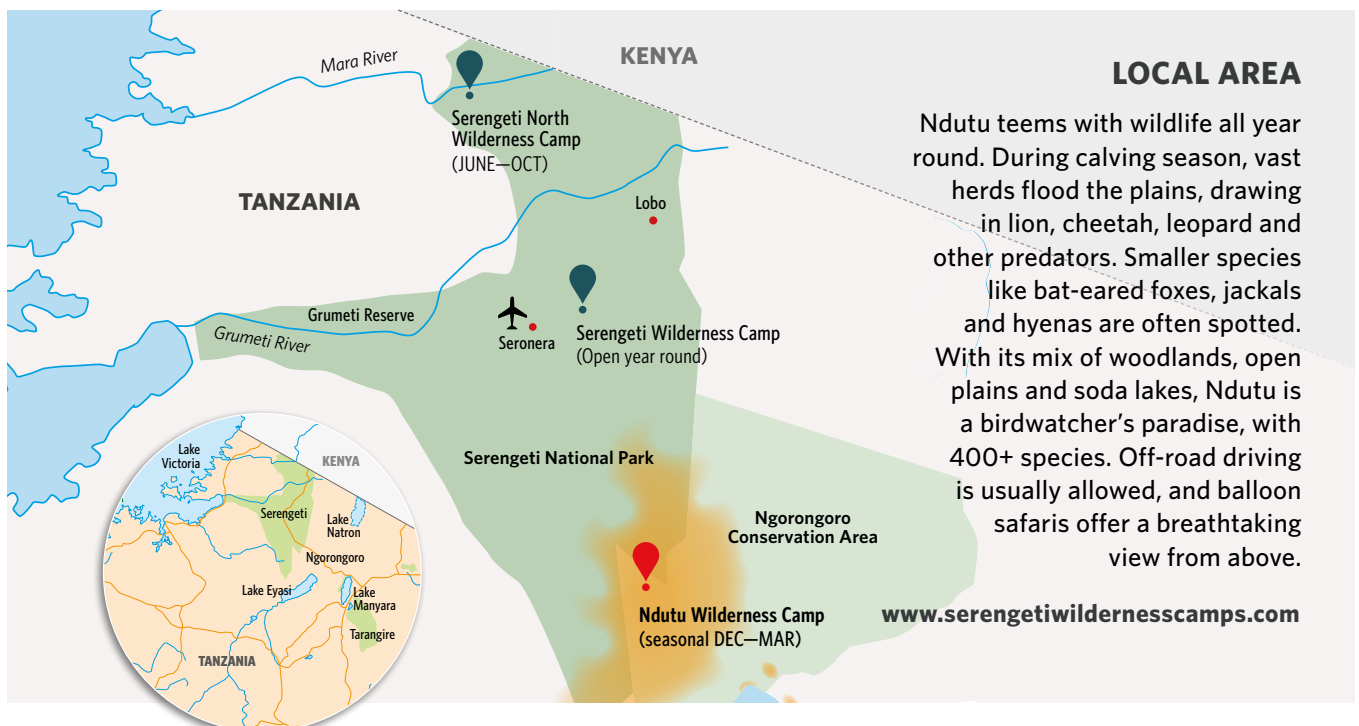 KENYA
Mara River
Serengeti North
Wilderness Camp
(JUNE—OCT)
TANZANIA
Lobo
Grumeti Reserve
Grumeti River
Seronera
Serengeti Wilderness Camp
(Open year round)
Serengeti National Park
Ngorongoro
Conservation Area
Ndutu Wilderness Camp
(seasonal DEC—MAR)
Lake
Victoria
KENYA
Serengeti
Lake
Natron
Ngorongoro
Lake Eyasi
Lake
Manyara
Tarangire
TANZANIA
LOCAL AREA
Ndutu teems with wildlife all year
round. During calving season, vast
herds flood the plains, drawing
in lion, cheetah, leopard and
other predators. Smaller species
like bat-eared foxes, jackals
and hyenas are often spotted.
With its mix of woodlands, open
plains and soda lakes, Ndutu is
a birdwatcher's paradise, with
400+ species. Off-road driving
is usually allowed, and balloon
safaris offer a breathtaking
view from above.
www.serengetiwildernesscamps.com